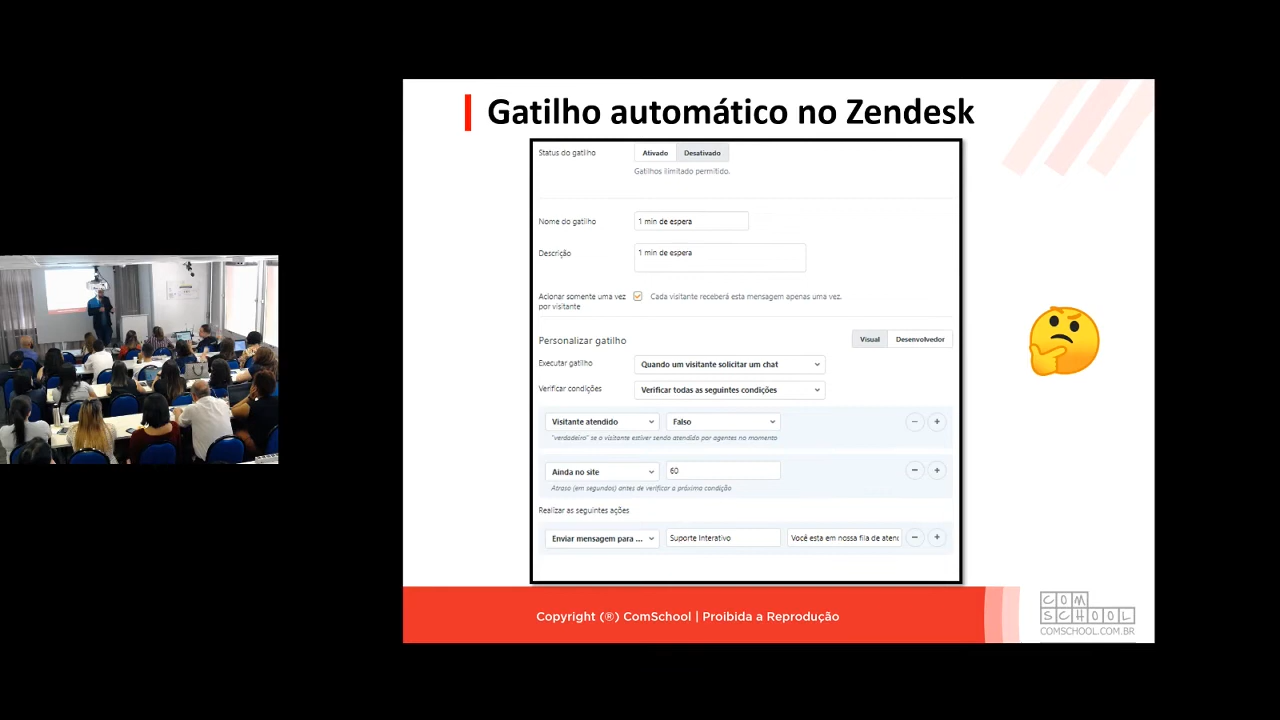 Gatilho automático no Zendesk
Status do gatilho
Ativado
Desativado
Gatilhos ilimitado permitido.
Nome do gatilho
1 min de espera
Descrição
1 min de espera
Acionar somente uma vez
por visitante
Cada visitante receberá esta mensagem apenas uma vez.
Personalizar gatilho
Visual
Desenvolvedor
Executar gatilho
Quando um visitante solicitar um chat
Verificar condições
Verificar todas as seguintes condições
Visitante atendido
Falso
"verdadeiro" se o visitante estiver sendo atendido por agentes no momento
Ainda no site
60
Atraso (em segundos) antes de verificar a próxima condição
Realizar as seguintes ações
Enviar mensagem para ...
Suporte Interativo
Você esta em nossa fila de atenc
Copyright (®) ComSchool | Proibida a Reprodução
COM
SCHOOL
COMSCHOOL.COM.BR